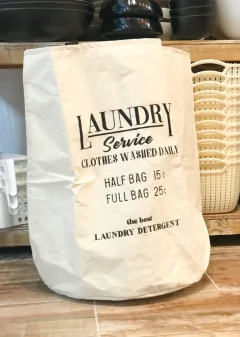 LAUNDRY
Service
CLOTHES WASHED DAILY
HALF BAG 15¢
FULL BAG 25¢
the best
LAUNDRY DETERGENT